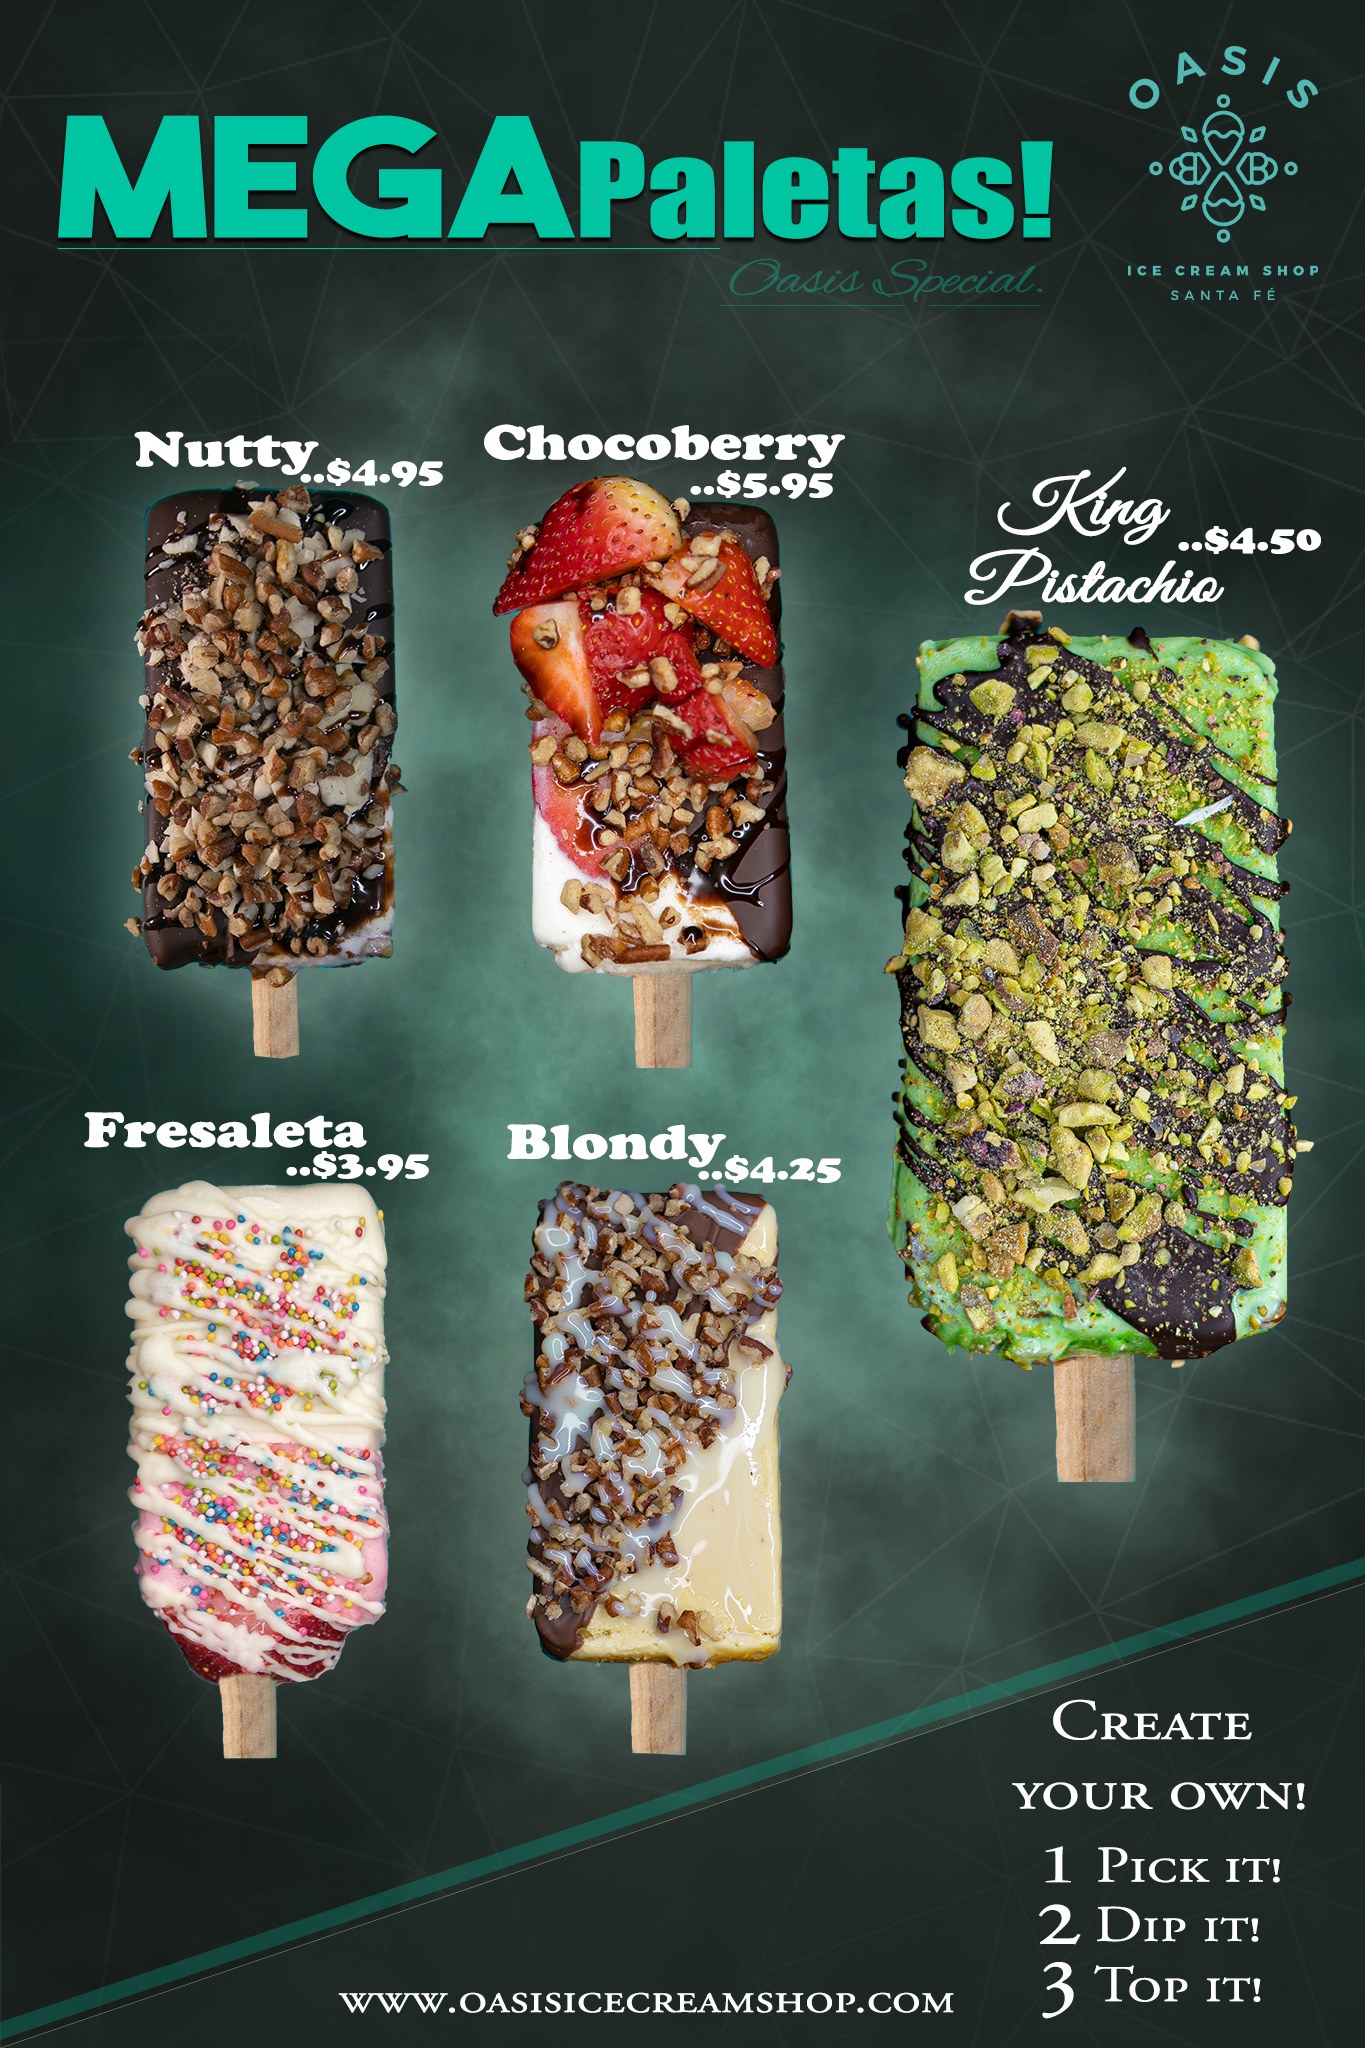 OASIS
ICE CREAM SHOP
SANTA FÉ
MEGAPaletas!
Oasis Special.
Nutty
..$4.95
Chocoberry
..$5.95
King
Pistachio
..$4.50
Fresaleta
..$3.95
Blondy
..$4.25
CREATE
YOUR OWN!
1 PICK IT!
2 DIP IT!
3 TOP IT!
WWW.OASISICECREAMSHOP.COM